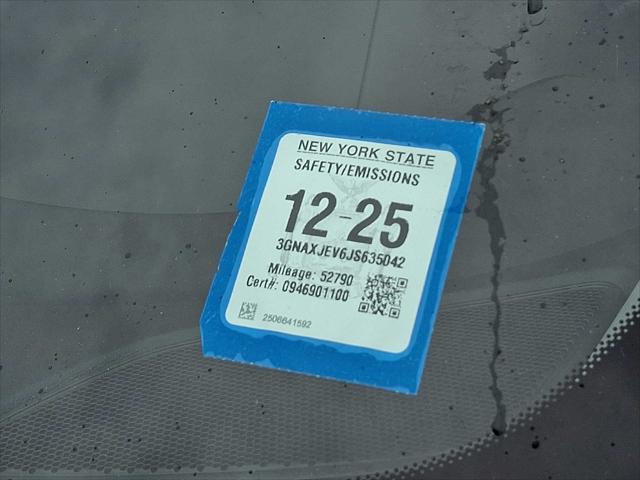 NEW YORK STATE
SAFETY/EMISSIONS
12-25
3GNAXJEV6JS635042
Mileage: 52790
Cert#: 0946901100
2506641592